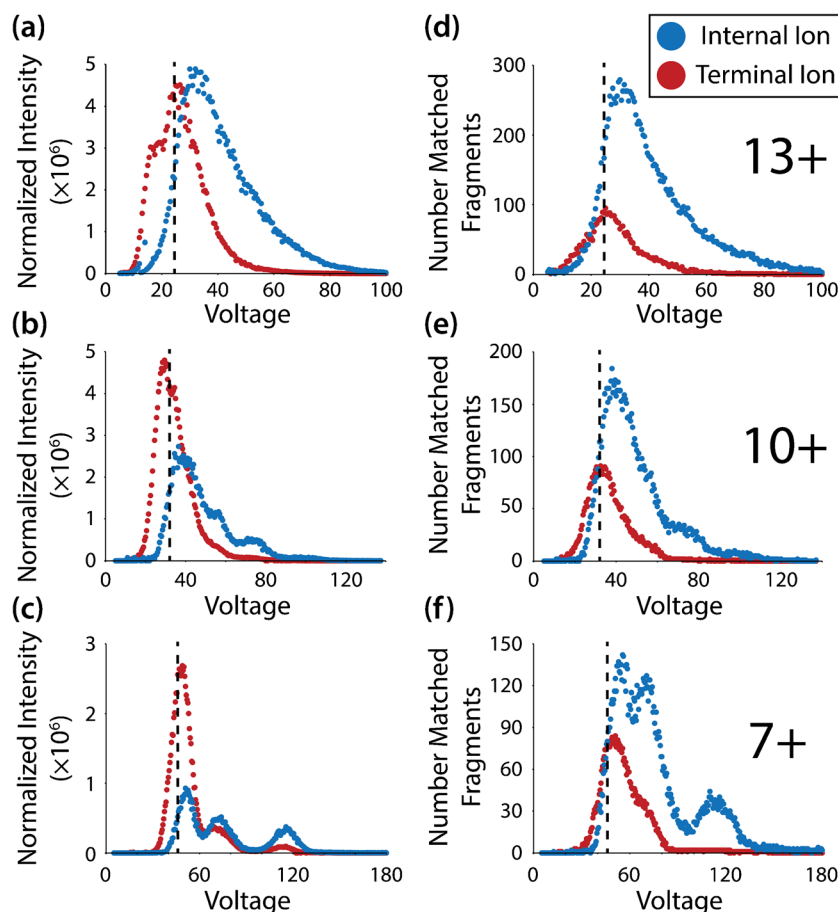 (a)
Normalized Intensity
(×10⁶)
5
4
3
2
1
0
0 20 40 60 80 100
Voltage
(d)
Internal Ion
Terminal Ion
Number Matched
Fragments
300
200
100
0
0 20 40 60 80 100
Voltage
13+
(b)
Normalized Intensity
(×10⁶)
5
4
3
2
1
0
0 40 80 120
Voltage
(e)
Number Matched
Fragments
200
150
100
50
0
0 40 80 120
Voltage
10+
(c)
Normalized Intensity
(×10⁶)
3
2
1
0
0 60 120 180
Voltage
(f)
Number Matched
Fragments
150
120
90
60
30
0
0 60 120 180
Voltage
7+